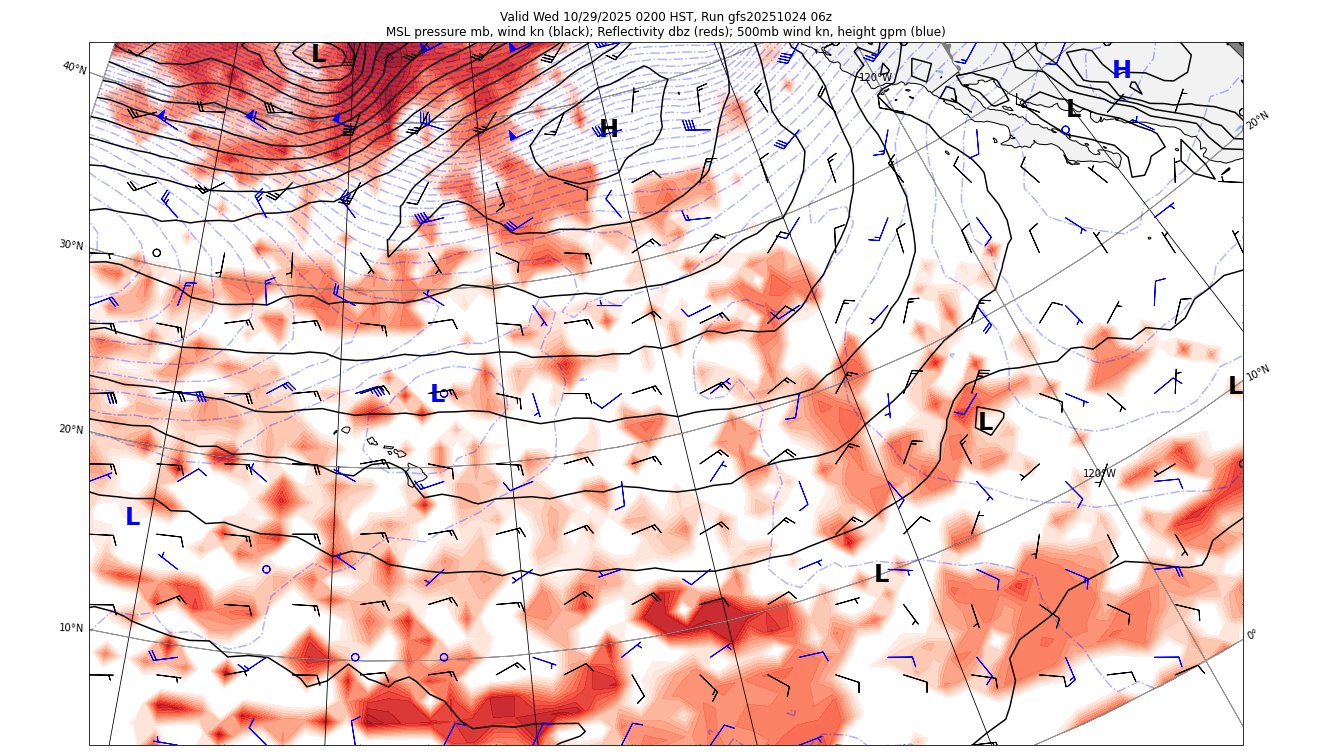 Valid Wed 10/29/2025 0200 HST, Run gfs20251024 06z
MSL pressure mb, wind kn (black); Reflectivity dbz (reds); 500mb wind kn, height gpm (blue)
L
40°N
120°W
H
L
H
20°N
30°N
L
L
10°N
20°N
L
120°W
L
L
10°N
0°